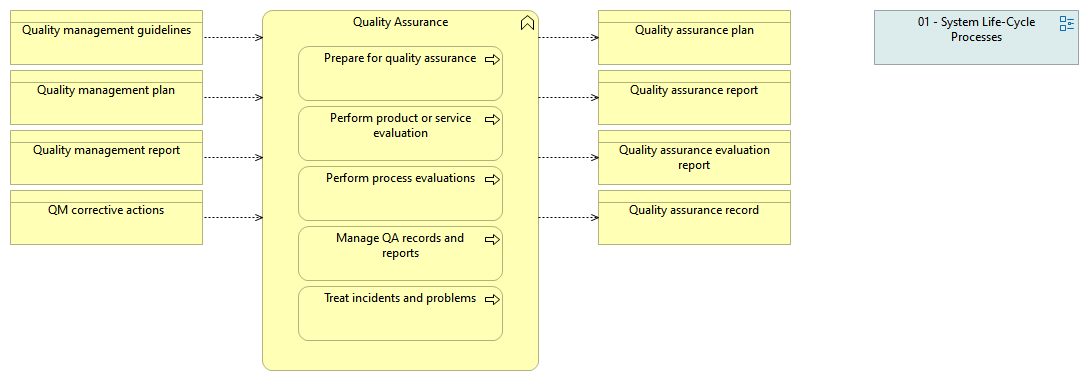 Quality management guidelines
Quality management plan
Quality management report
QM corrective actions
Quality Assurance
Prepare for quality assurance
Perform product or service
evaluation
Perform process evaluations
Manage QA records and
reports
Treat incidents and problems
Quality assurance plan
Quality assurance report
Quality assurance evaluation
report
Quality assurance record
01 - System Life-Cycle
Processes